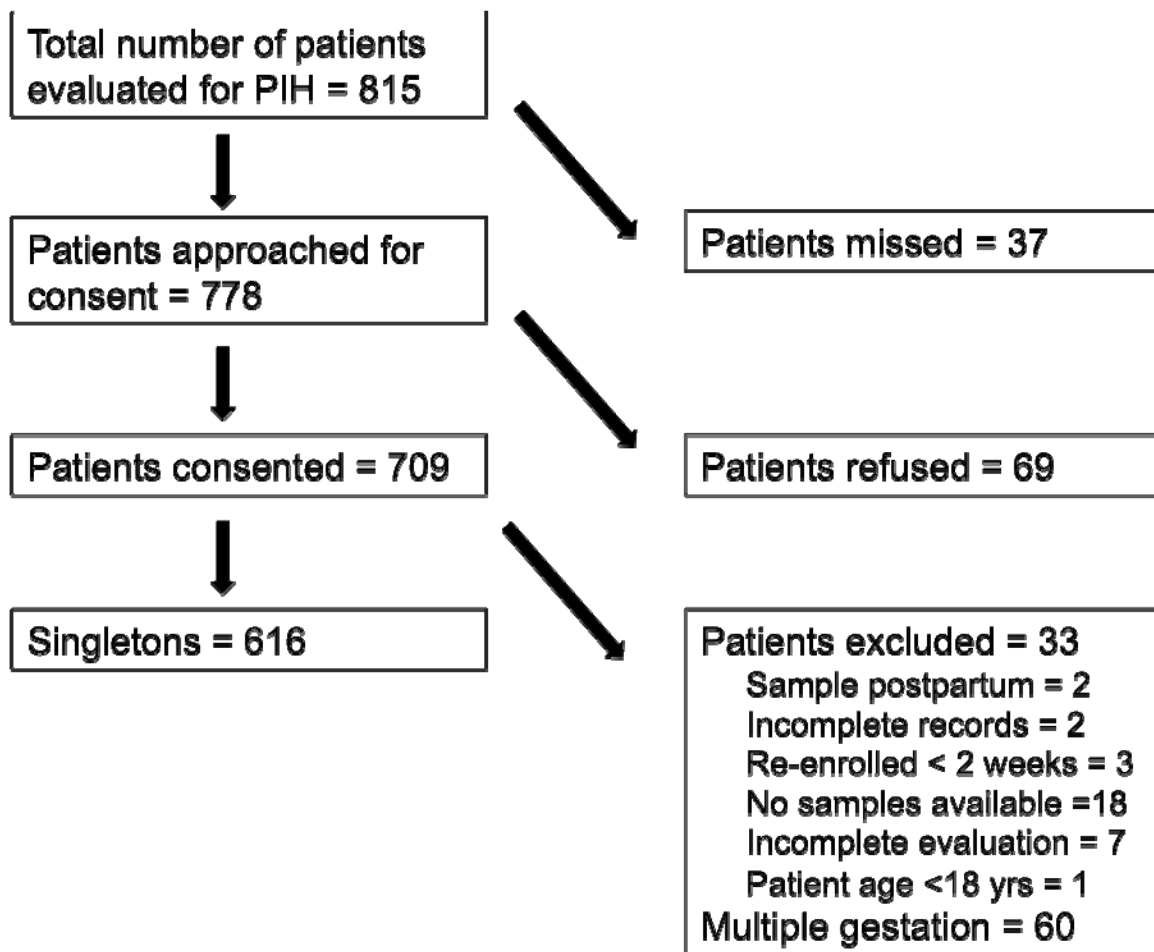 Total number of patients
evaluated for PIH = 815
Patients approached for
consent = 778
Patients missed = 37
Patients consented = 709
Patients refused = 69
Singletons = 616
Patients excluded = 33
Sample postpartum = 2
Incomplete records = 2
Re-enrolled < 2 weeks = 3
No samples available =18
Incomplete evaluation = 7
Patient age <18 yrs = 1
Multiple gestation = 60